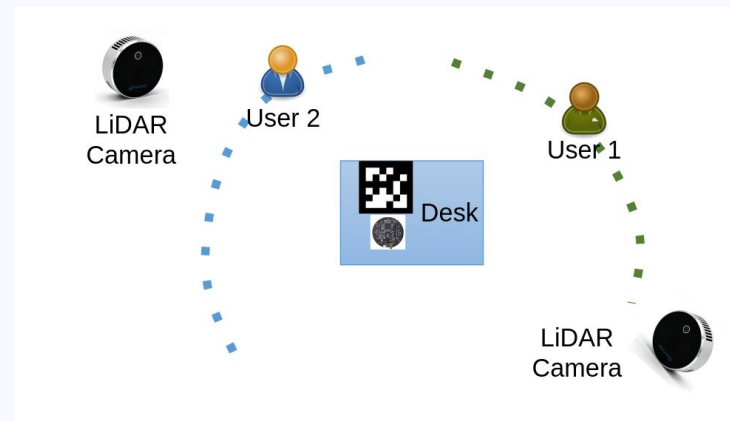 LiDAR
Camera
User 2
User 1
Desk
LiDAR
Camera